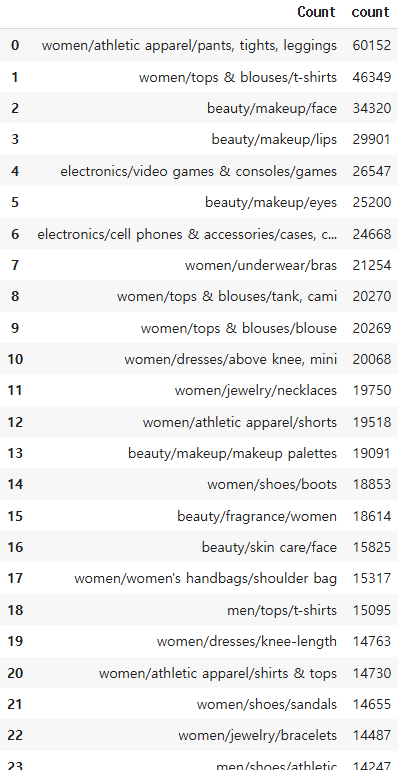 Count count
0 women/athletic apparel/pants, tights, leggings 60152
1 women/tops & blouses/t-shirts 46349
2 beauty/makeup/face 34320
3 beauty/makeup/lips 29901
4 electronics/video games & consoles/games 26547
5 beauty/makeup/eyes 25200
6 electronics/cell phones & accessories/cases, c... 24668
7 women/underwear/bras 21254
8 women/tops & blouses/tank, cami 20270
9 women/tops & blouses/blouse 20269
10 women/dresses/above knee, mini 20068
11 women/jewelry/necklaces 19750
12 women/athletic apparel/shorts 19518
13 beauty/makeup/makeup palettes 19091
14 women/shoes/boots 18853
15 beauty/fragrance/women 18614
16 beauty/skin care/face 15825
17 women/women's handbags/shoulder bag 15317
18 men/tops/t-shirts 15095
19 women/dresses/knee-length 14763
20 women/athletic apparel/shirts & tops 14730
21 women/shoes/sandals 14655
22 women/jewelry/bracelets 14487
23 men/shoes/athletic 14247